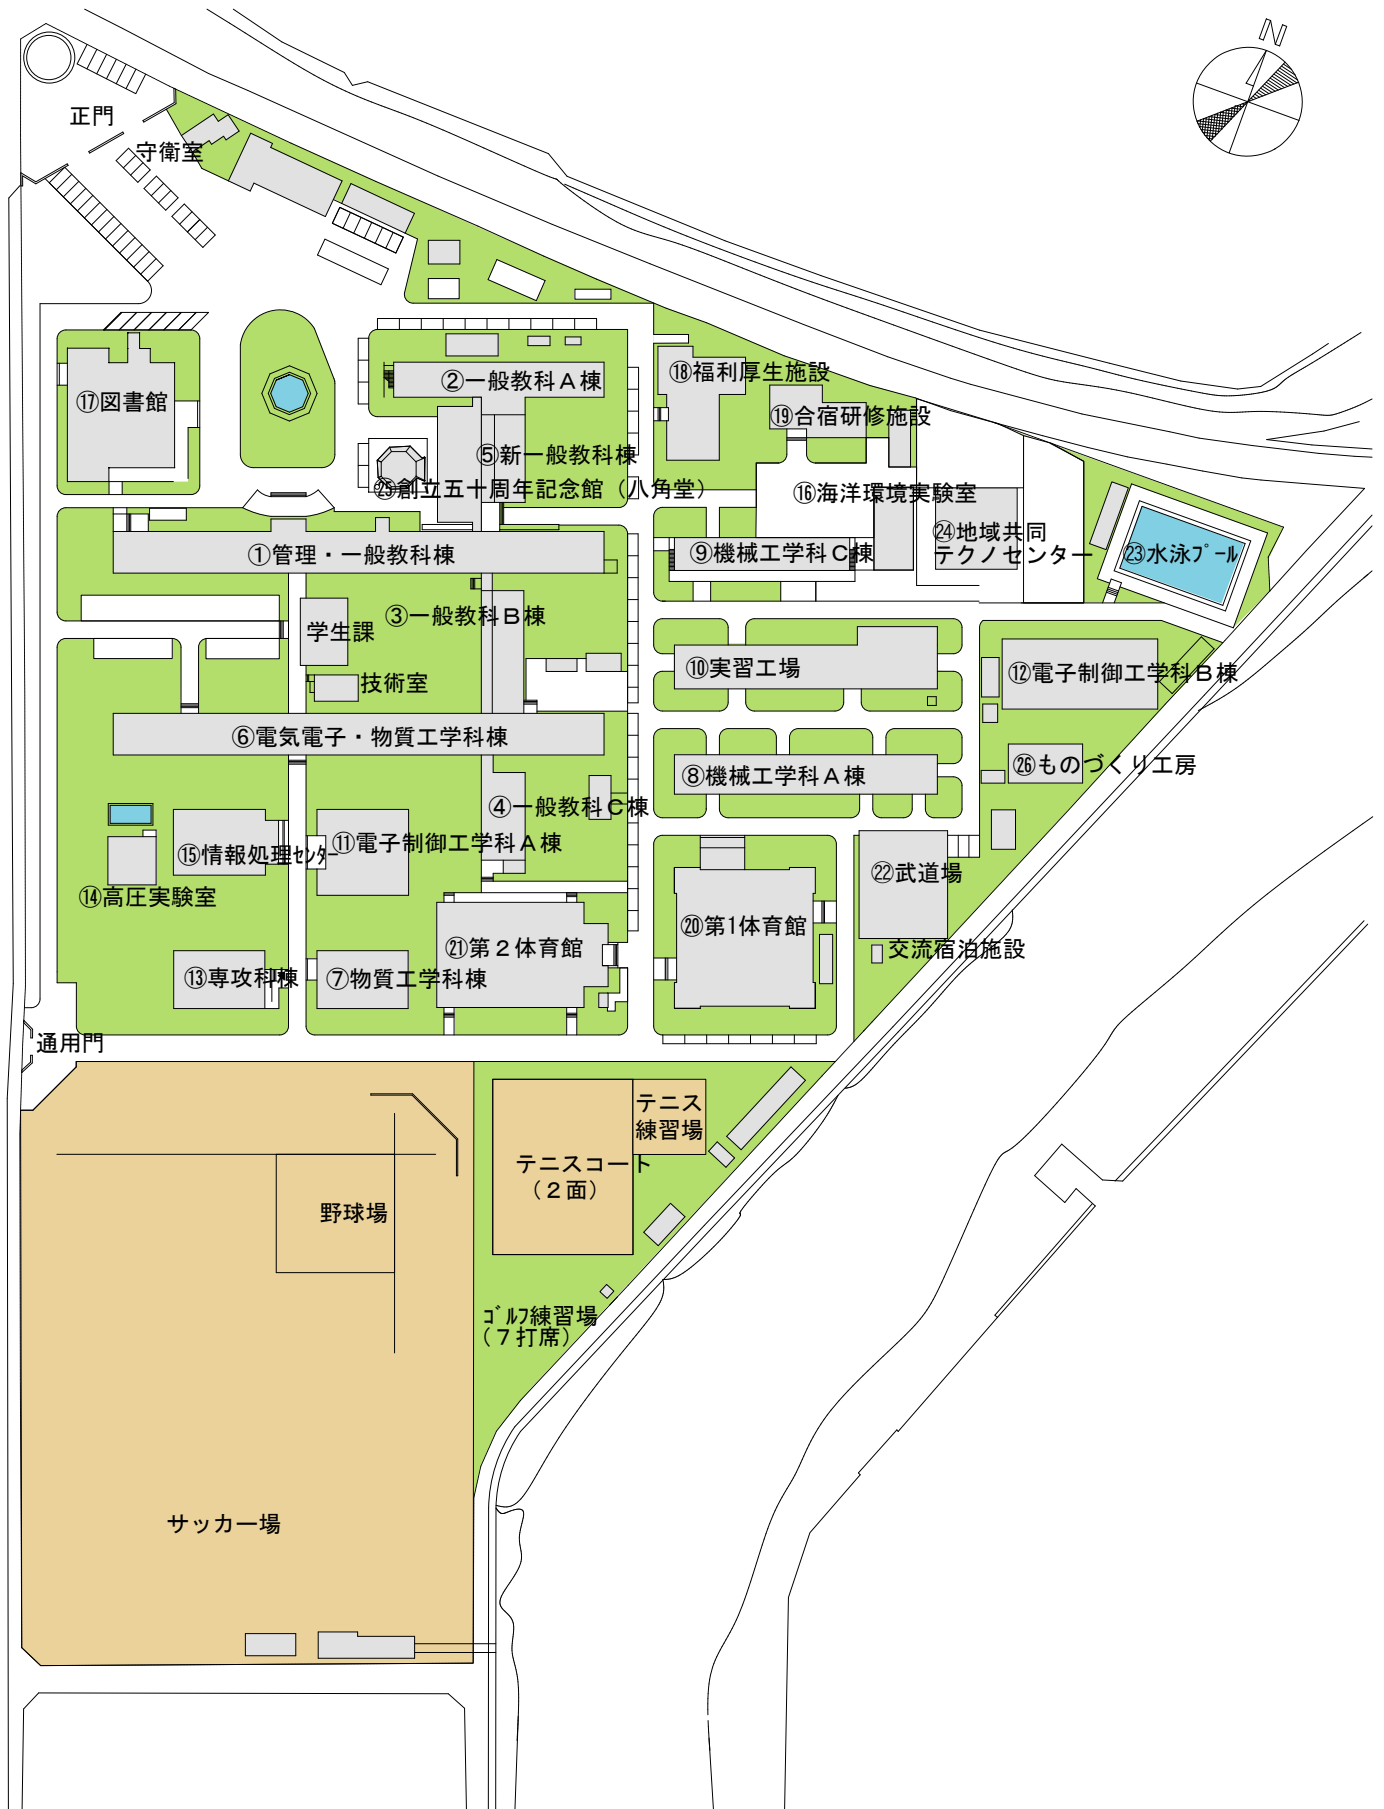 N
正門
守衛室
②一般教科A棟
⑱福利厚生施設
⑰図書館
⑲合宿研修施設
⑤新一般教科棟
㉕創立五十周年記念館（八角堂）
⑯海洋環境実験室
㉔地域共同
テクノセンター
①管理・一般教科棟
⑨機械工学科C棟
㉓水泳ﾌﾟｰﾙ
③一般教科B棟
学生課
⑩実習工場
⑫電子制御工学科B棟
技術室
⑥電気電子・物質工学科棟
⑧機械工学科A棟
㉖ものづくり工房
④一般教科C棟
⑮情報処理ｾﾝﾀｰ
⑪電子制御工学科A棟
㉒武道場
⑭高圧実験室
⑳第1体育館
㉑第２体育館
交流宿泊施設
⑬専攻科棟
⑦物質工学科棟
通用門
テニス
練習場
テニスコート
（２面）
野球場
ｺﾞﾙﾌ練習場
（７打席）
サッカー場